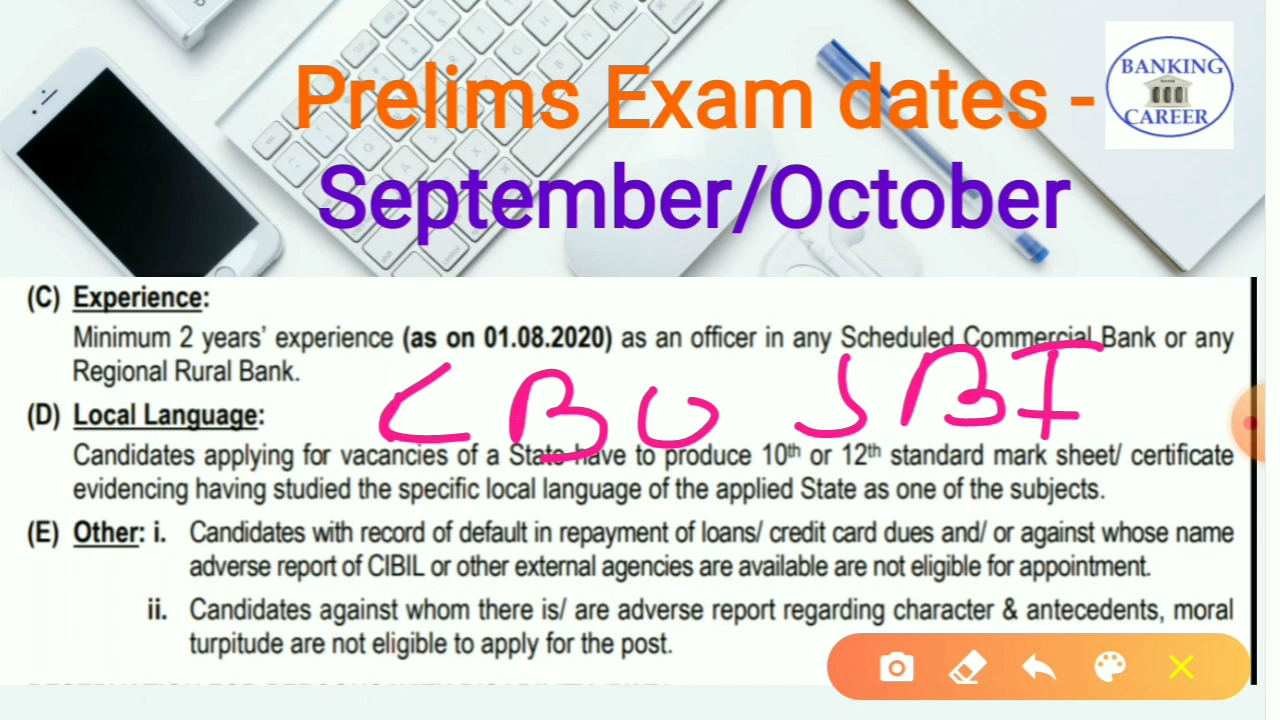 Prelims Exam dates -
September/October
BANKING
CAREER
(C) Experience:
Minimum 2 years' experience (as on 01.08.2020) as an officer in any Scheduled Commercial Bank or any
Regional Rural Bank.
CBO SBI
(D) Local Language:
Candidates applying for vacancies of a State have to produce 10th or 12th standard mark sheet/ certificate
evidencing having studied the specific local language of the applied State as one of the subjects.
(E) Other: i. Candidates with record of default in repayment of loans/ credit card dues and/ or against whose name
adverse report of CIBIL or other external agencies are available are not eligible for appointment.
ii. Candidates against whom there is/ are adverse report regarding character & antecedents, moral
turpitude are not eligible to apply for the post.